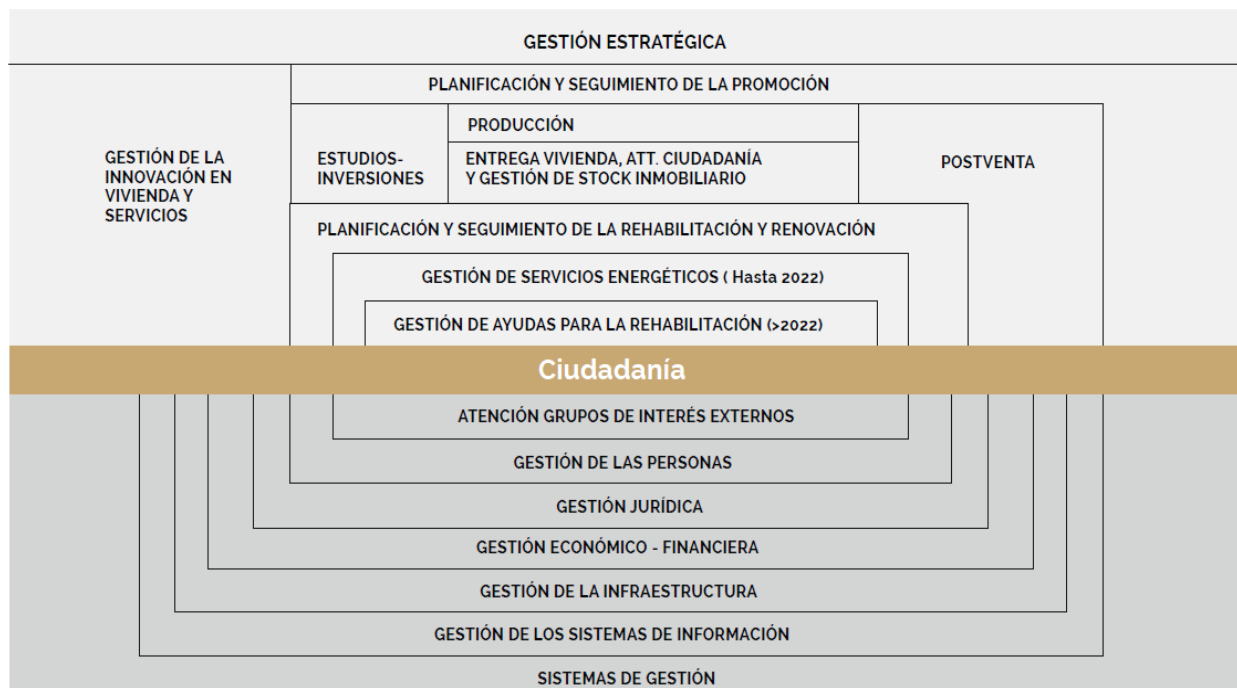 GESTIÓN ESTRATÉGICA
PLANIFICACIÓN Y SEGUIMIENTO DE LA PROMOCIÓN
GESTIÓN DE LA
INNOVACIÓN EN
VIVIENDA Y
SERVICIOS
ESTUDIOS-
INVERSIONES
PRODUCCIÓN
ENTREGA VIVIENDA, ATT. CIUDADANÍA
Y GESTIÓN DE STOCK INMOBILIARIO
POSTVENTA
PLANIFICACIÓN Y SEGUIMIENTO DE LA REHABILITACIÓN Y RENOVACIÓN
GESTIÓN DE SERVICIOS ENERGÉTICOS ( Hasta 2022)
GESTIÓN DE AYUDAS PARA LA REHABILITACIÓN (>2022)
Ciudadanía
ATENCIÓN GRUPOS DE INTERÉS EXTERNOS
GESTIÓN DE LAS PERSONAS
GESTIÓN JURÍDICA
GESTIÓN ECONÓMICO - FINANCIERA
GESTIÓN DE LA INFRAESTRUCTURA
GESTIÓN DE LOS SISTEMAS DE INFORMACIÓN
SISTEMAS DE GESTIÓN